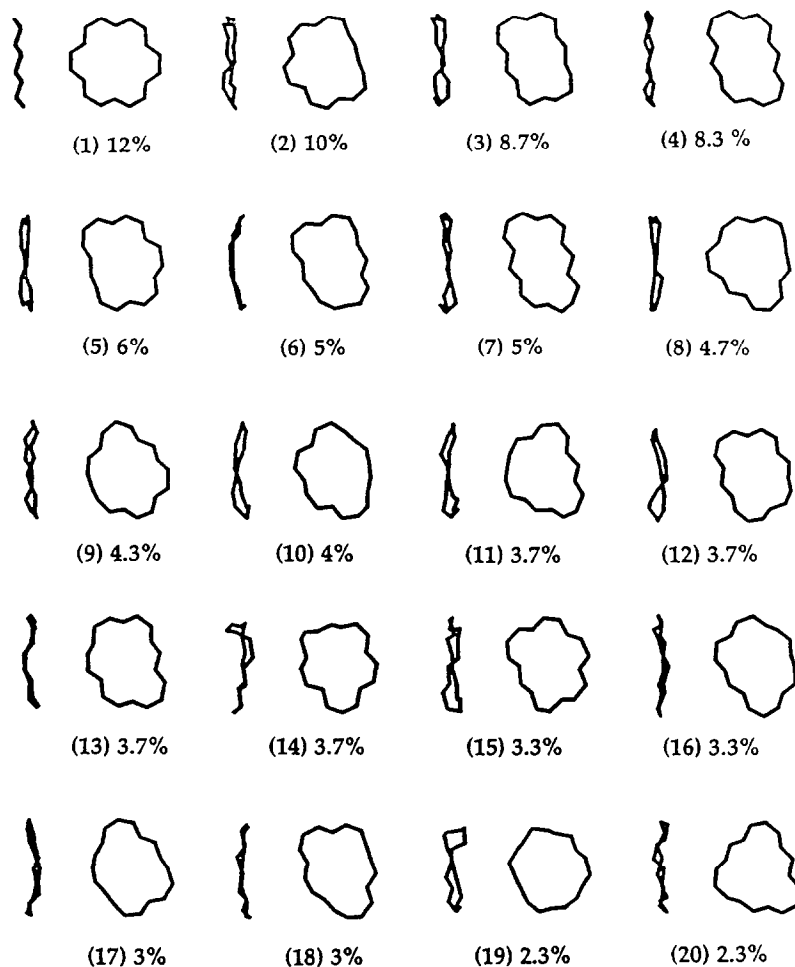 (1) 12% (2) 10% (3) 8.7% (4) 8.3 %
(5) 6% (6) 5% (7) 5% (8) 4.7%
(9) 4.3% (10) 4% (11) 3.7% (12) 3.7%
(13) 3.7% (14) 3.7% (15) 3.3% (16) 3.3%
(17) 3% (18) 3% (19) 2.3% (20) 2.3%